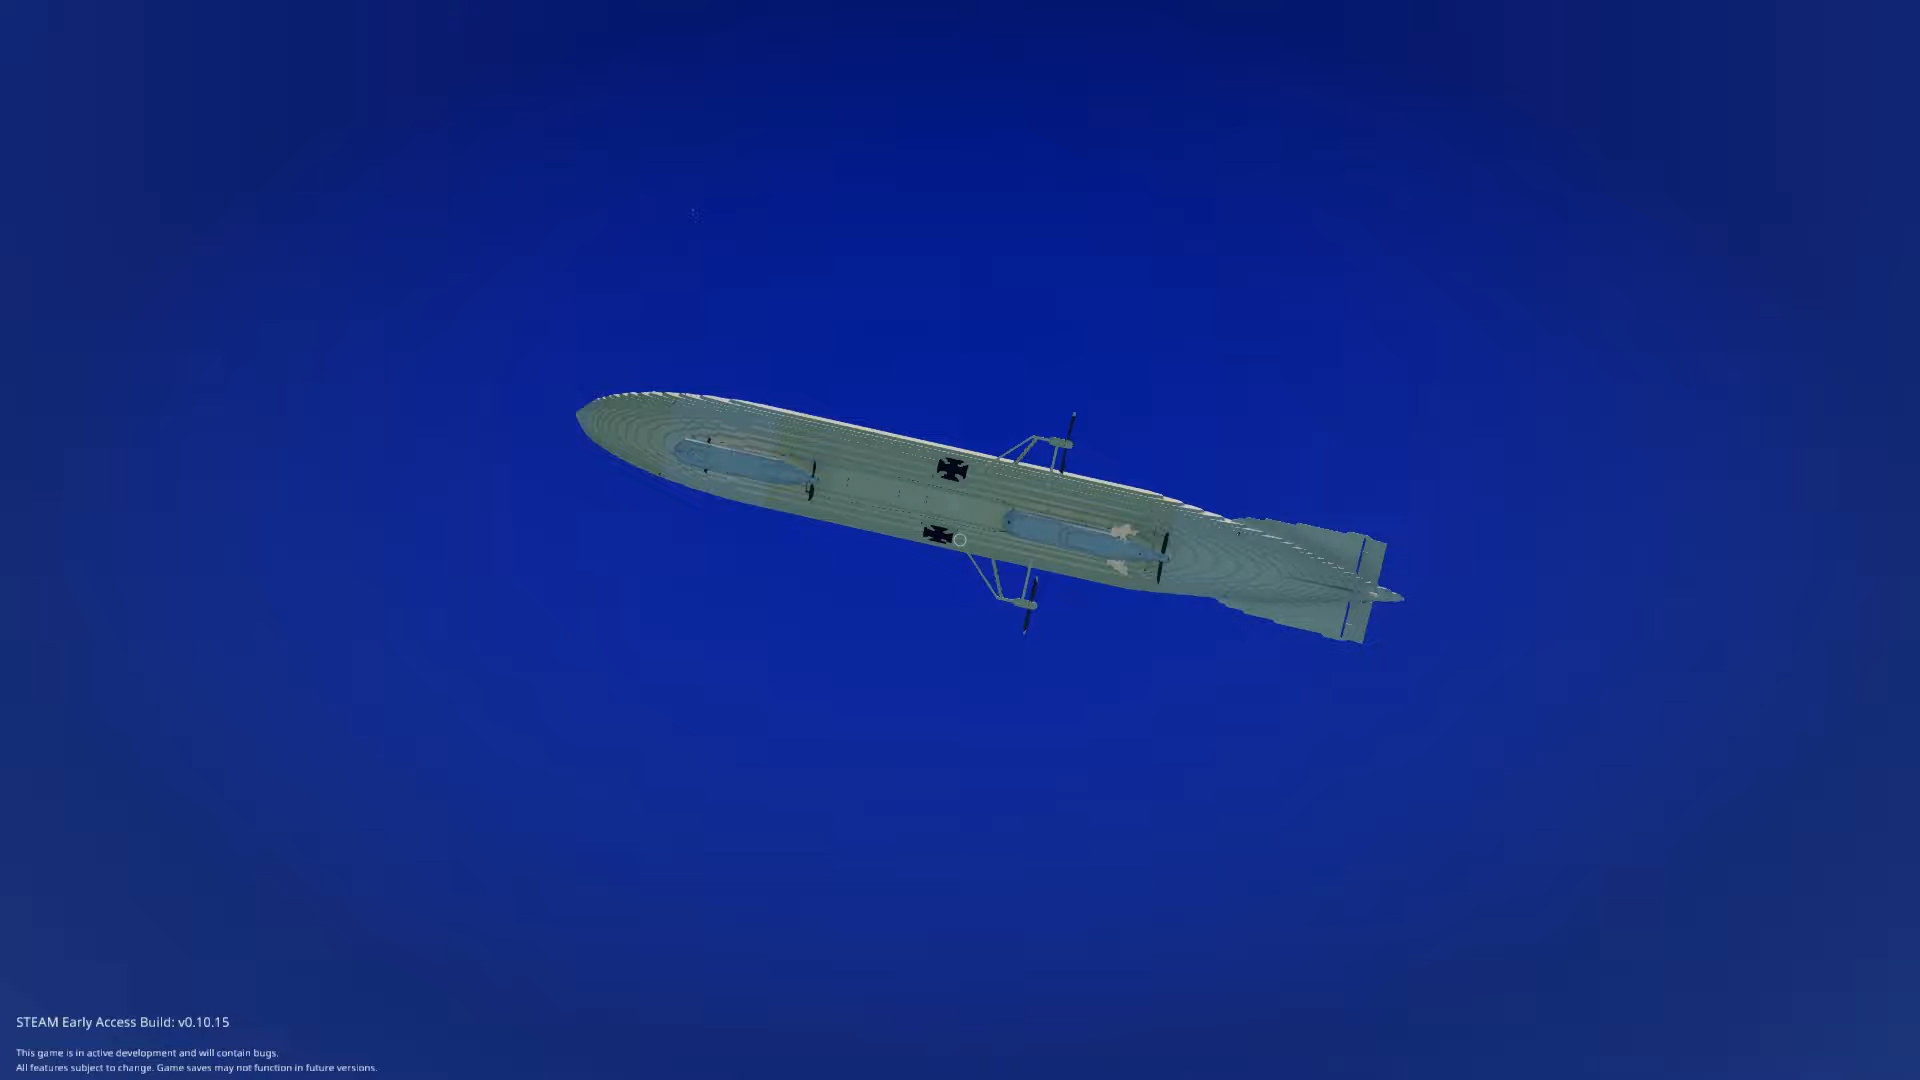 STEAM Early Access Build: v0.10.15
This game is in active development and will contain bugs.
All features subject to change. Game saves may not function in future versions.